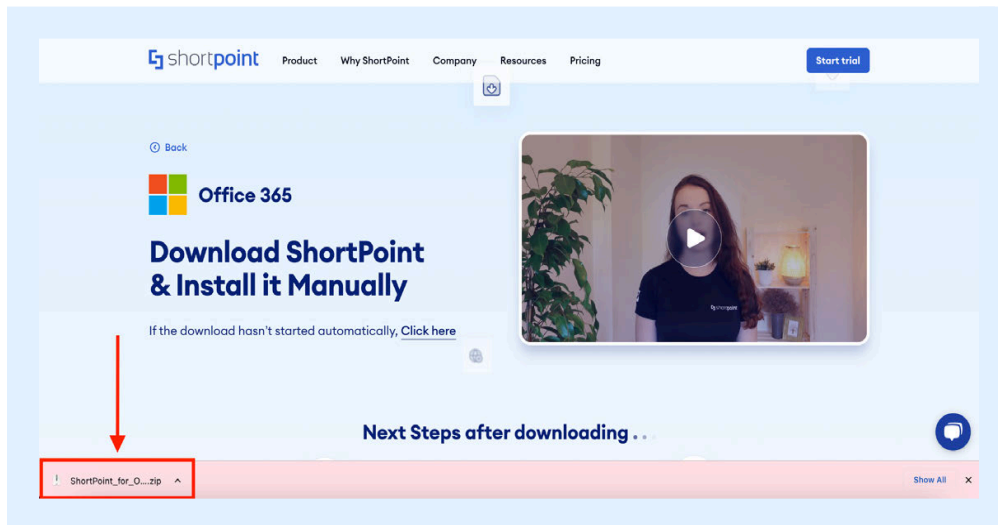 shortpoint Product Why ShortPoint Company Resources Pricing Start trial
Back
Office 365
Download ShortPoint
& Install it Manually
If the download hasn't started automatically, Click here
shortpoint
Next Steps after downloading . . .
ShortPoint_for_O....zip
Show All